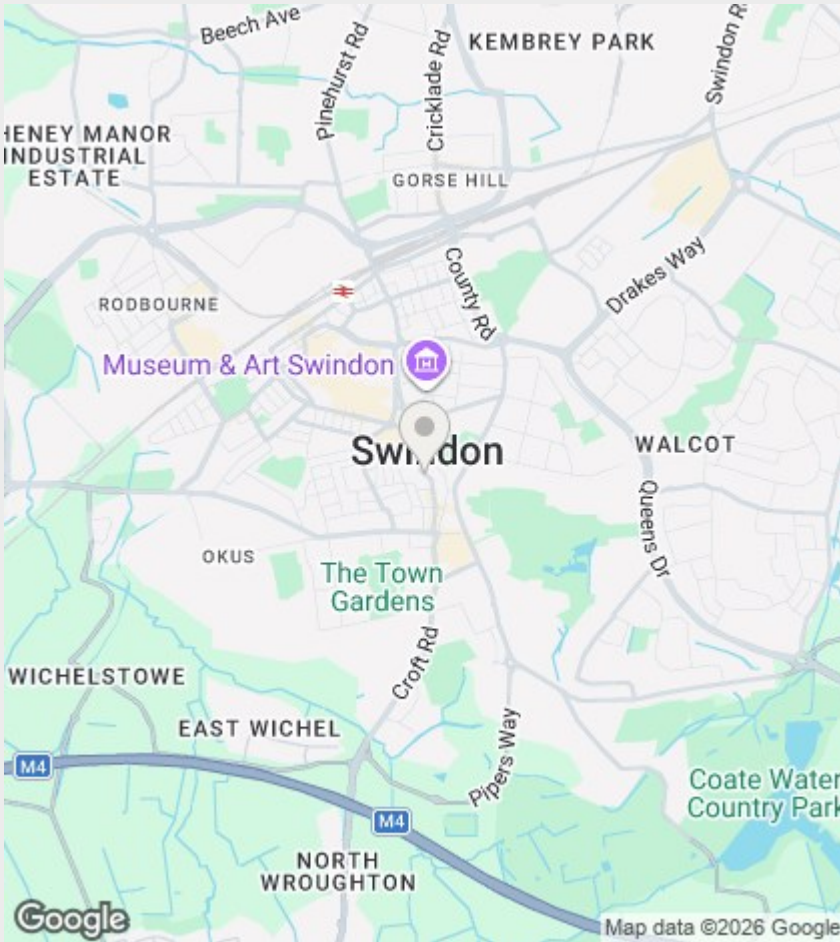 Beech Ave
Pinehurst Rd
Cricklade Rd
KEMBREY PARK
Swindon R
HENEY MANOR
INDUSTRIAL
ESTATE
GORSE HILL
County Rd
Drakes Way
RODBOURNE
Museum & Art Swindon
Swindon
WALCOT
Queens Dr
OKUS
The Town
Gardens
Croft Rd
WICHELSTOWE
EAST WICHEL
Pipers Way
M4
Coate Water
Country Park
M4
NORTH
WROUGHTON
Google
Map data ©2026 Google